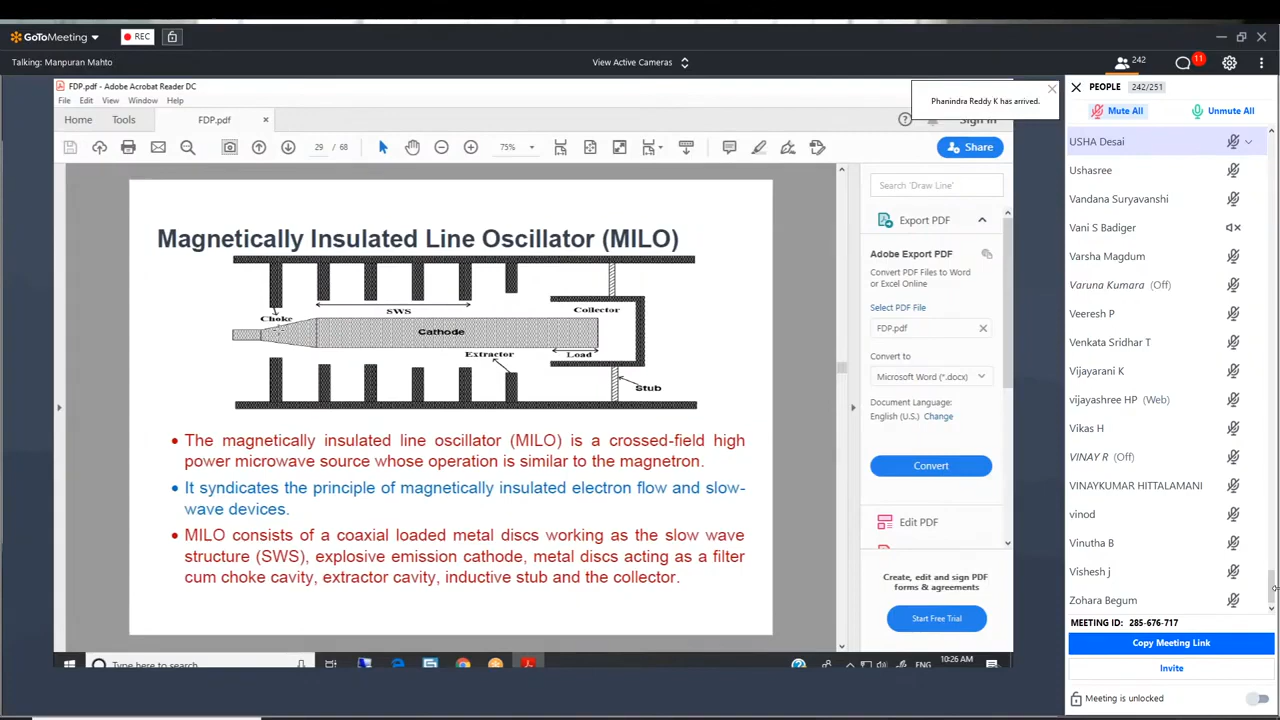 GoToMeeting
REC
Talking: Manpuran Mahto
View Active Cameras
242
11
FDP.pdf - Adobe Acrobat Reader DC
File Edit View Window Help
Home Tools FDP.pdf ×
Sign In
Phanindra Reddy K has arrived.
29 / 68
75%
Share
Magnetically Insulated Line Oscillator (MILO)
Choke
SWS
Collector
Cathode
Extractor
Load
Stub
• The magnetically insulated line oscillator (MILO) is a crossed-field high
power microwave source whose operation is similar to the magnetron.
• It syndicates the principle of magnetically insulated electron flow and slow-
wave devices.
• MILO consists of a coaxial loaded metal discs working as the slow wave
structure (SWS), explosive emission cathode, metal discs acting as a filter
cum choke cavity, extractor cavity, inductive stub and the collector.
Search 'Draw Line'
Export PDF
Adobe Export PDF
Convert PDF Files to Word
or Excel Online
Select PDF File
FDP.pdf
Convert to
Microsoft Word (*.docx)
Document Language:
English (U.S.) Change
Convert
Edit PDF
Create, edit and sign PDF
forms & agreements
Start Free Trial
Type here to search
ENG
10:26 AM
PEOPLE 242/251
Mute All Unmute All
USHA Desai
Ushasree
Vandana Suryavanshi
Vani S Badiger
Varsha Magdum
Varuna Kumara (Off)
Veeresh P
Venkata Sridhar T
Vijayarani K
vijayashree HP (Web)
Vikas H
VINAY R (Off)
VINAYKUMAR HITTALAMANI
vinod
Vinutha B
Vishesh j
Zohara Begum
MEETING ID: 285-676-717
Copy Meeting Link
Invite
Meeting is unlocked